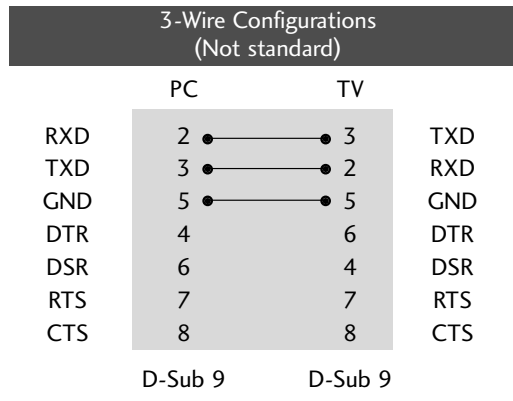 3-Wire Configurations
(Not standard)
PC TV
RXD 2 3 TXD
TXD 3 2 RXD
GND 5 5 GND
DTR 4 6 DTR
DSR 6 4 DSR
RTS 7 7 RTS
CTS 8 8 CTS
D-Sub 9 D-Sub 9